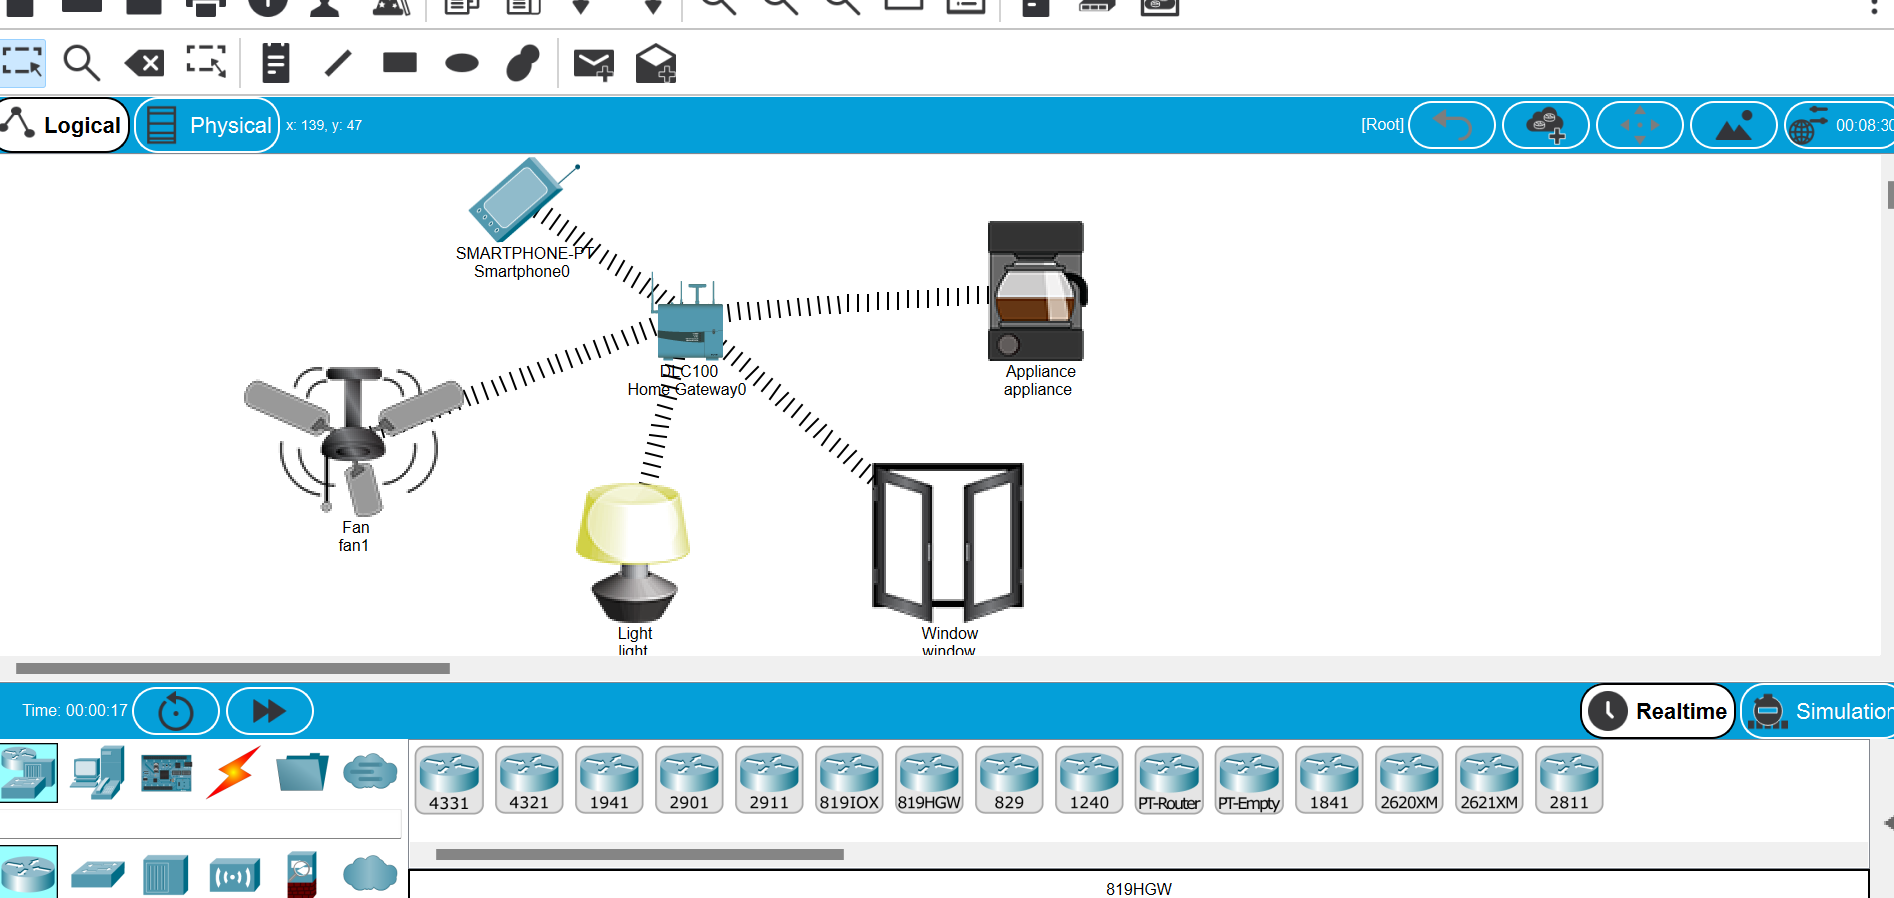 Logical
Physical
x: 139, y: 47
[Root]
00:08:30
SMARTPHONE-PT
Smartphone0
DLC100
Home Gateway0
Appliance
appliance
Fan
fan1
Light
light
Window
window
Time: 00:00:17
Realtime
Simulation
4331
4321
1941
2901
2911
819IOX
819HGW
829
1240
PT-Router
PT-Empty
1841
2620XM
2621XM
2811
819HGW